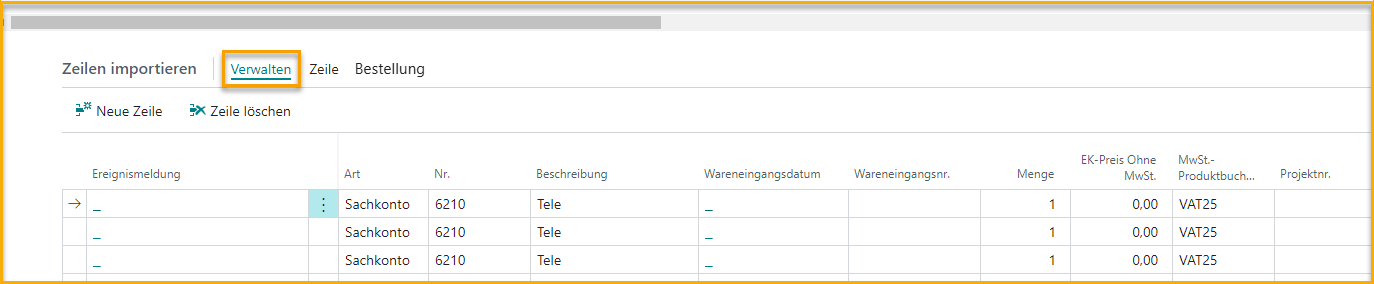 Zeilen importieren Verwalten Zeile Bestellung
Neue Zeile Zeile löschen
Ereignismeldung Art Nr. Beschreibung Wareneingangsdatum Wareneingangsnr. Menge EK-Preis Ohne MwSt. MwSt.-Produktbuch... Projektnr.
_ Sachkonto 6210 Tele _ 1 0,00 VAT25
_ Sachkonto 6210 Tele _ 1 0,00 VAT25
_ Sachkonto 6210 Tele _ 1 0,00 VAT25